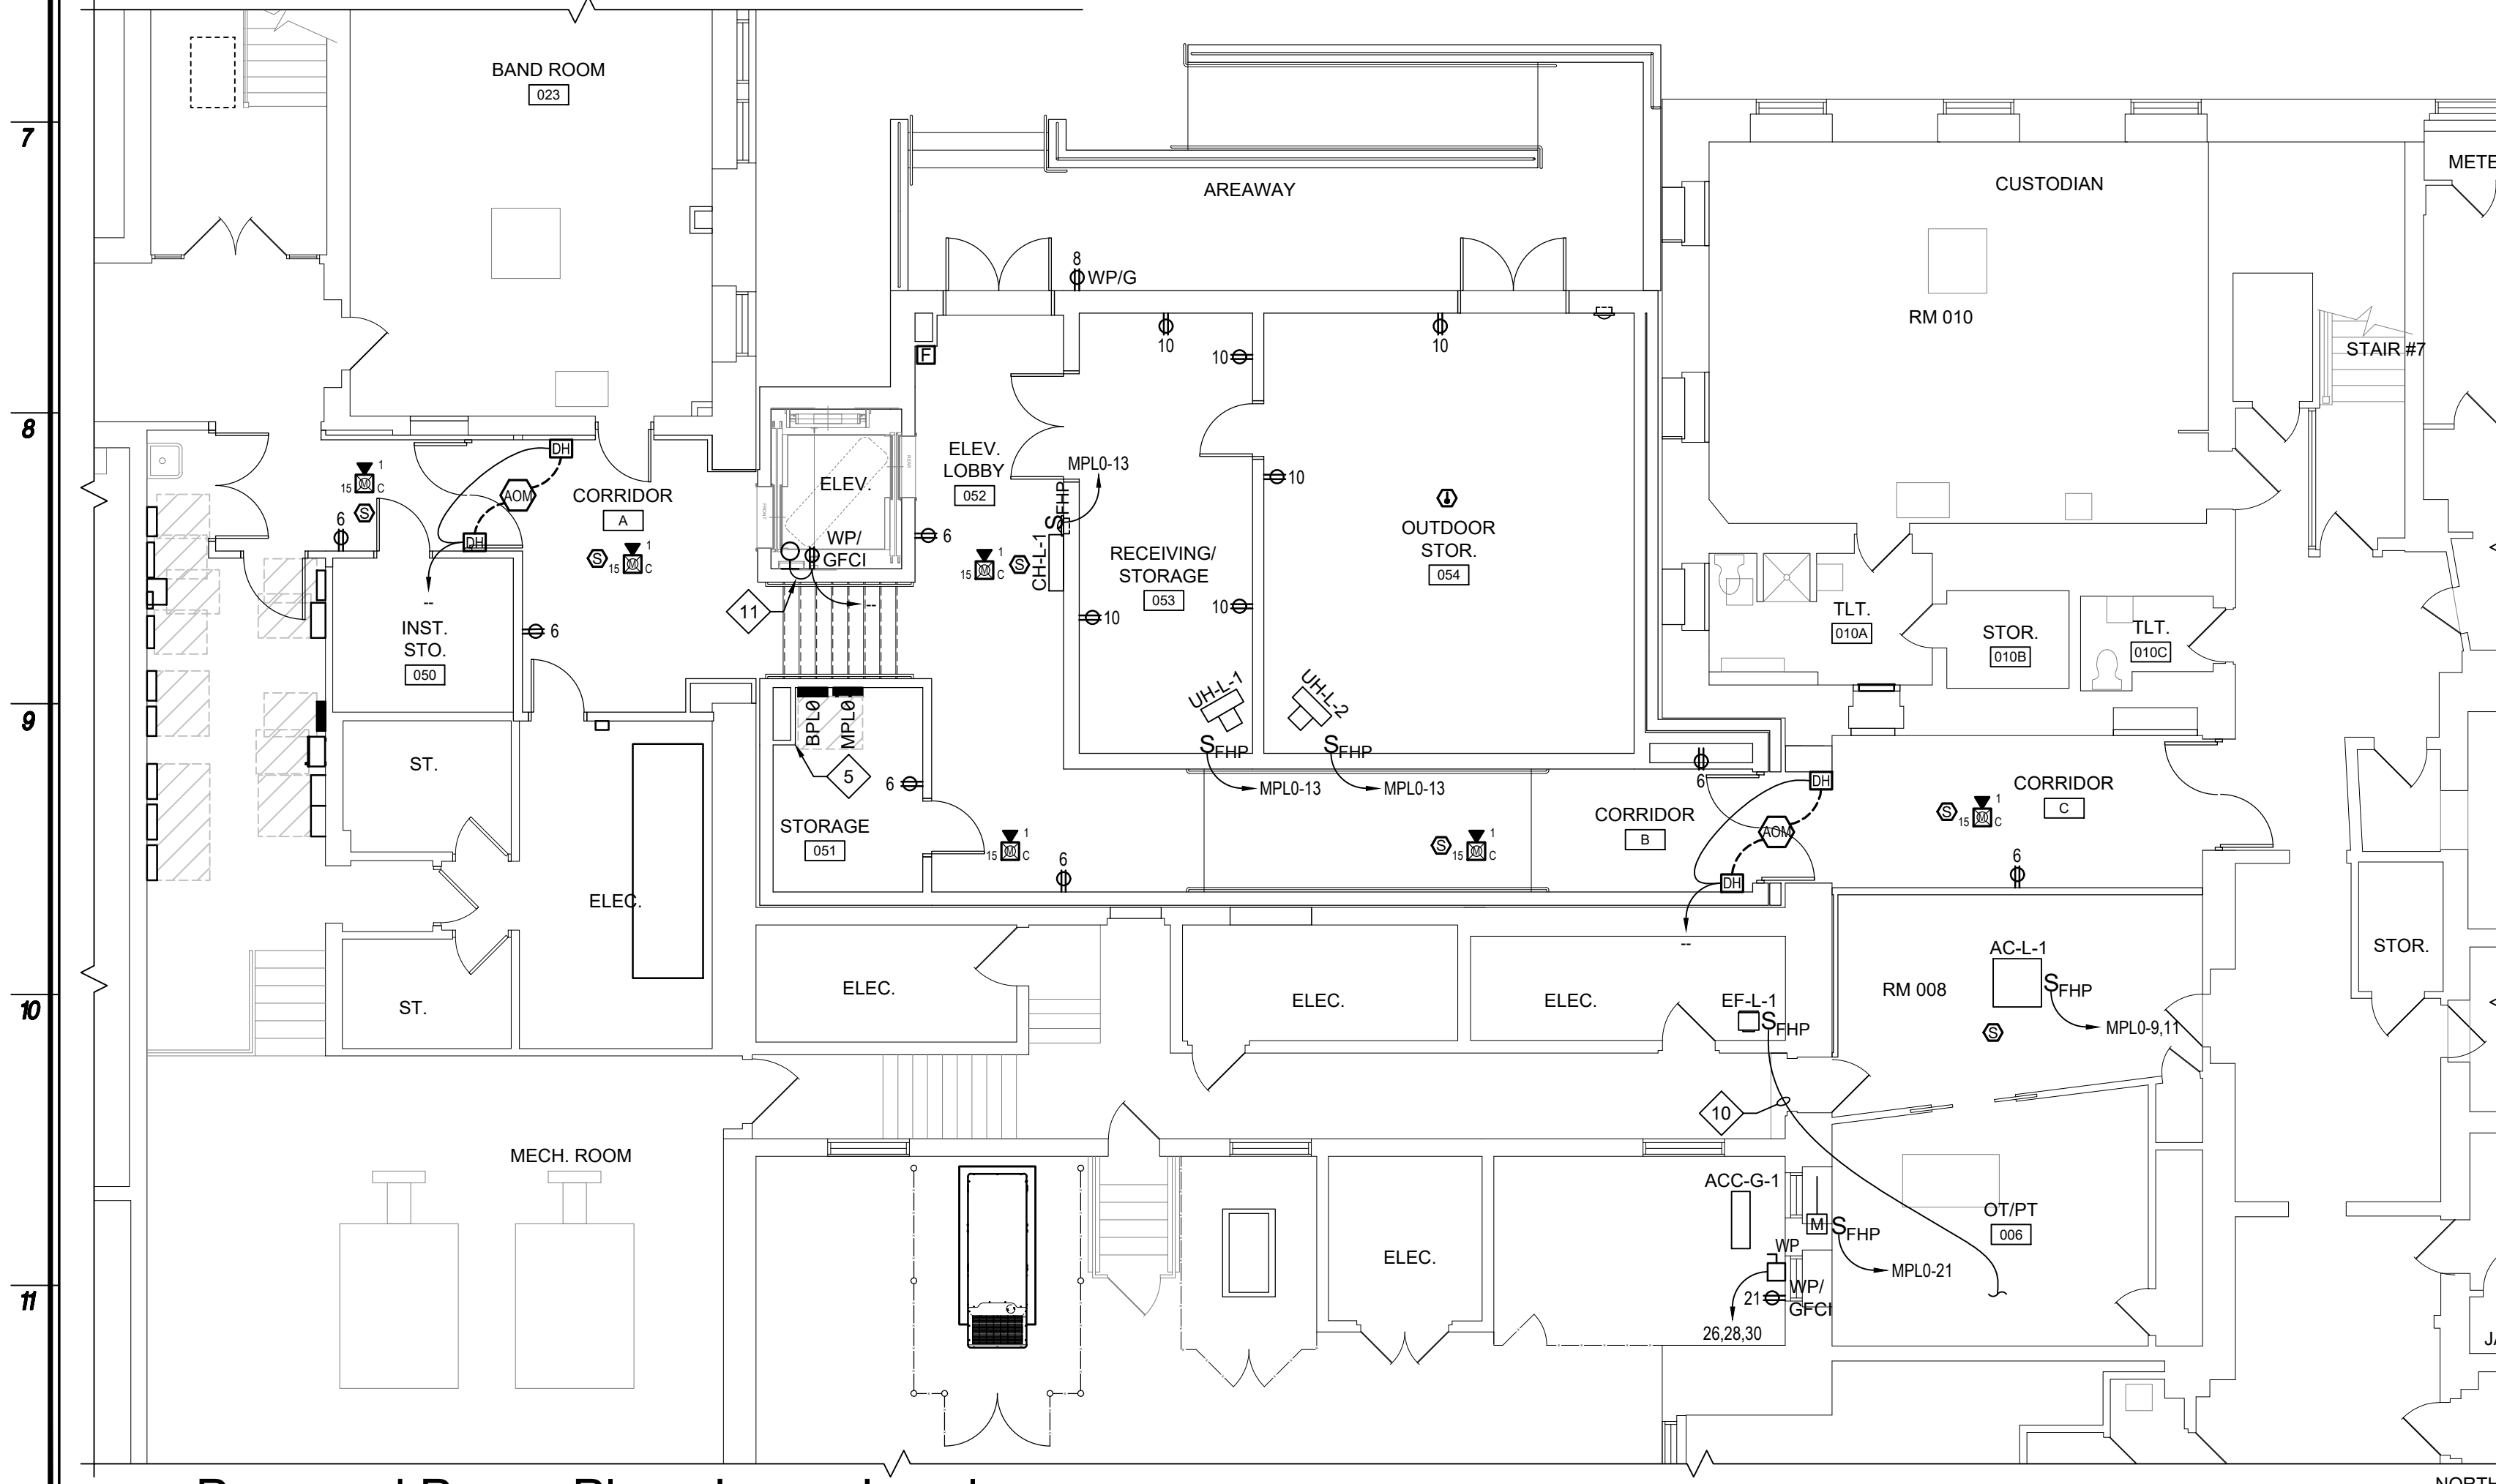 7
8
9
10
11
BAND ROOM
023
AREAWAY
CUSTODIAN
METE
8
WP/G
RM 010
STAIR #7
10
10
10
F
DH
AOM
DH
--
1
15
M
C
S
6
CORRIDOR
A
S
15
M
C
1
ELEV.
FRONT
REAR
WP/
GFCI
--
11
ELEV.
LOBBY
052
6
1
15
M
C
S
CH-L-1
SFHP
MPL0-13
RECEIVING/
STORAGE
053
10
10
10
OUTDOOR
STOR.
054
INST.
STO.
050
6
TLT.
010A
STOR.
010B
TLT.
010C
UH-L-1
UH-L-2
SFHP
MPL0-13
SFHP
MPL0-13
BPL0
MPL0
5
6
STORAGE
051
ST.
1
15
M
C
6
S
15
M
C
1
CORRIDOR
B
6
DH
AOM
DH
--
S
15
M
C
1
CORRIDOR
C
6
ELEC.
ST.
ELEC.
ELEC.
ELEC.
EF-L-1
SFHP
10
RM 008
AC-L-1
SFHP
MPL0-9,11
S
STOR.
MECH. ROOM
ELEC.
ACC-G-1
M
SFHP
MPL0-21
WP
WP/
GFCI
21
26,28,30
OT/PT
006